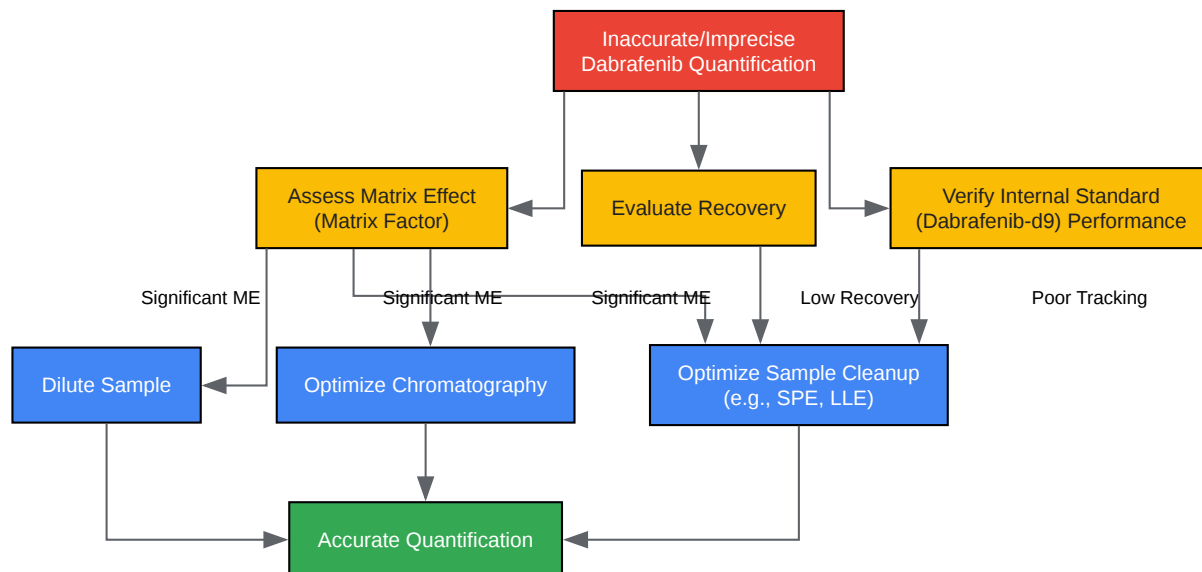 Inaccurate/Imprecise
Dabrafenib Quantification
Assess Matrix Effect
(Matrix Factor)
Evaluate Recovery
Verify Internal Standard
(Dabrafenib-d9) Performance
Significant ME
Significant ME
Significant ME
Low Recovery
Poor Tracking
Dilute Sample
Optimize Chromatography
Optimize Sample Cleanup
(e.g., SPE, LLE)
Accurate Quantification